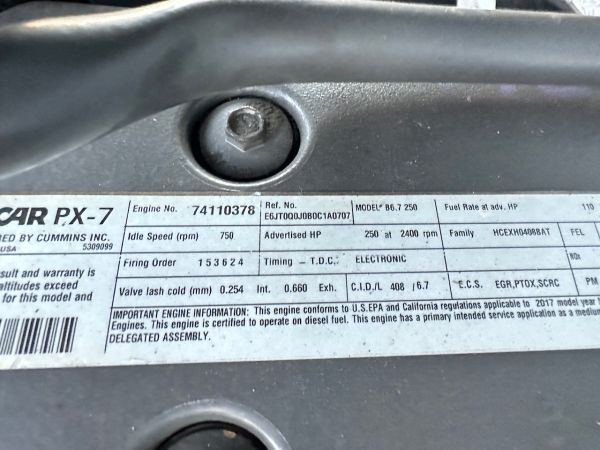 CAR PX-7
ED BY CUMMINS INC.
USA 5309099
sult and warranty is
altitudes exceed
for this model and
Engine No. 74110378
Ref. No.
E6JT0Q0J0B0C1A0707
MODEL# B6.7 250
Fuel Rate at adv. HP 110
Idle Speed (rpm) 750
Advertised HP 250 at 2400 rpm
Family HCEXH0408BAT
FEL
Firing Order 1 5 3 6 2 4
Timing - T.D.C. ELECTRONIC
NOx
Valve lash cold (mm) 0.254 Int. 0.660 Exh.
C.I.D./L 408 /6.7
E.C.S. EGR,PTOX,SCRC
PM
IMPORTANT ENGINE INFORMATION: This engine conforms to U.S.EPA and California regulations applicable to 2017 model year
Engines. This engine is certified to operate on diesel fuel. This engine has a primary intended service application as a medium
DELEGATED ASSEMBLY.